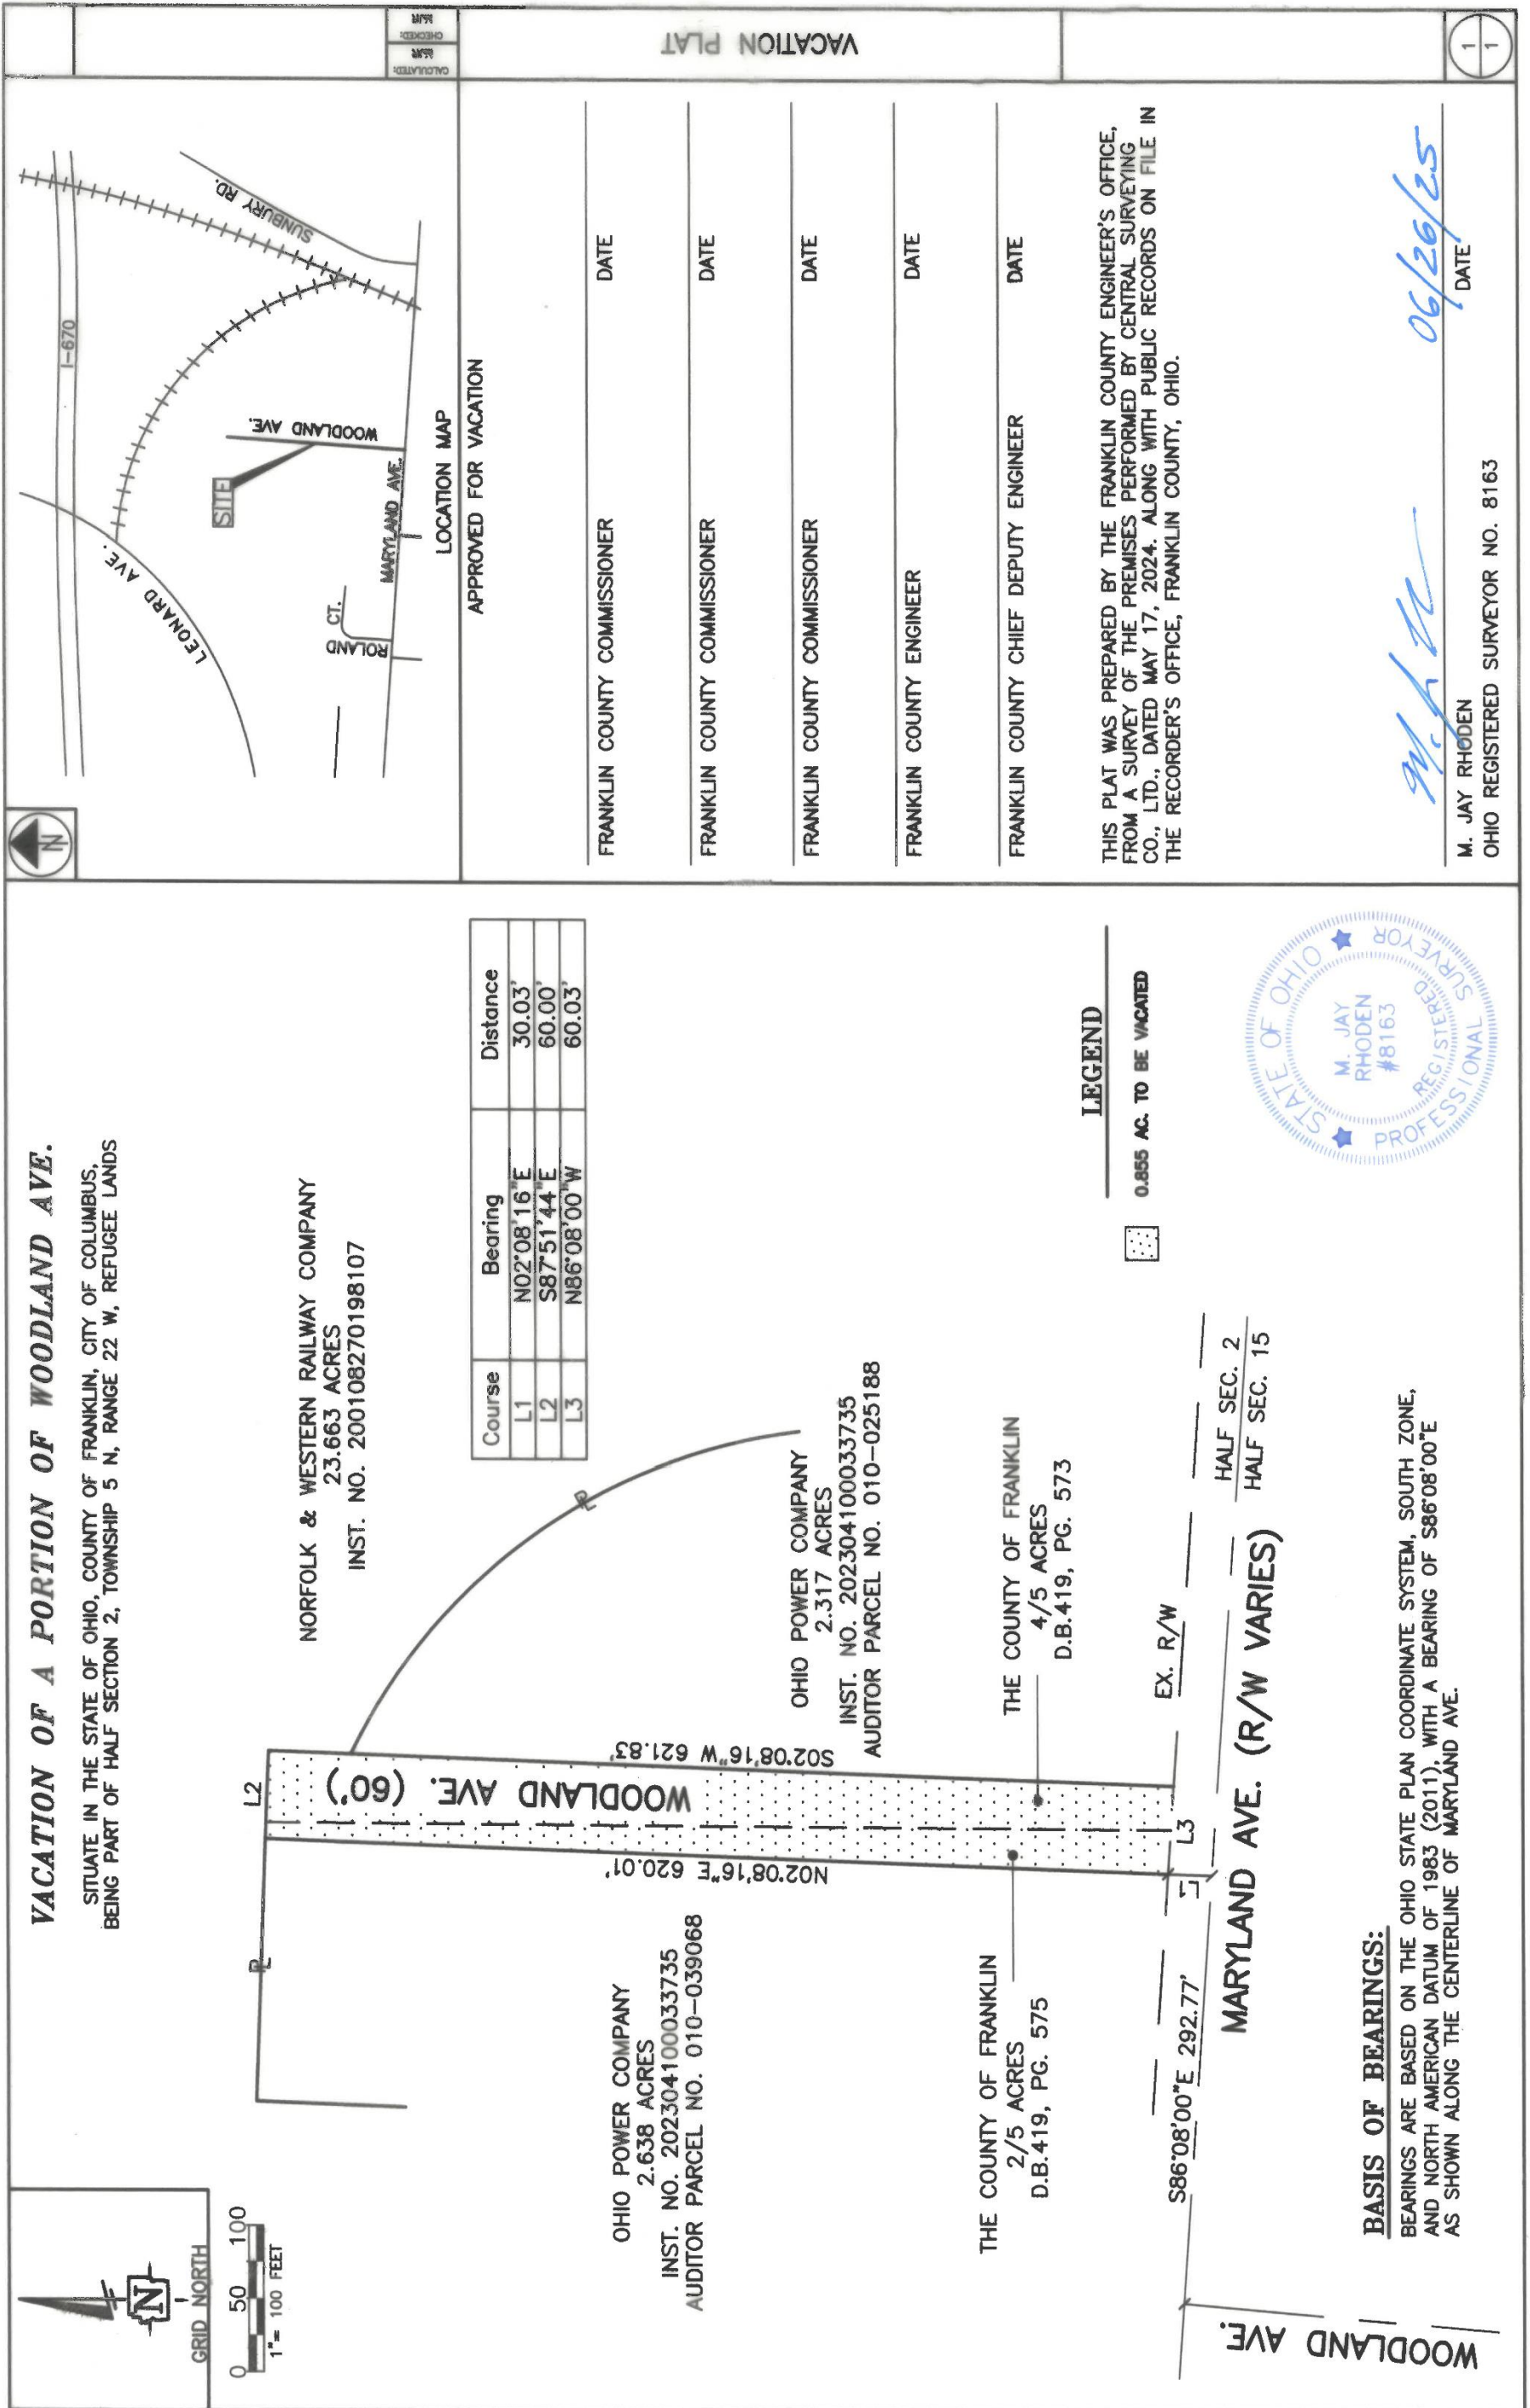 VACATION OF A PORTION OF WOODLAND AVE.
SITUATE IN THE STATE OF OHIO, COUNTY OF FRANKLIN, CITY OF COLUMBUS,
BEING PART OF HALF SECTION 2, TOWNSHIP 5 N, RANGE 22 W, REFUGEE LANDS
N
GRID NORTH
0 50 100
1"= 100 FEET
NORFOLK & WESTERN RAILWAY COMPANY
23.663 ACRES
INST. NO. 200108270198107
Course Bearing Distance
L1 N02°08'16"E 30.03'
L2 S87°51'44"E 60.00'
L3 N86°08'00"W 60.03'
L2
PL
PL
WOODLAND AVE. (60')
S02°08'16"W 621.83'
N02°08'16"E 620.01'
OHIO POWER COMPANY
2.638 ACRES
INST. NO. 202304100033735
AUDITOR PARCEL NO. 010-039068
OHIO POWER COMPANY
2.317 ACRES
INST. NO. 202304100033735
AUDITOR PARCEL NO. 010-025188
THE COUNTY OF FRANKLIN
2/5 ACRES
D.B.419, PG. 575
THE COUNTY OF FRANKLIN
4/5 ACRES
D.B.419, PG. 573
EX. R/W
L3
L1
S86°08'00"E 292.77'
HALF SEC. 2
HALF SEC. 15
MARYLAND AVE. (R/W VARIES)
WOODLAND AVE.
LEGEND
0.855 AC. TO BE VACATED
BASIS OF BEARINGS:
BEARINGS ARE BASED ON THE OHIO STATE PLAN COORDINATE SYSTEM, SOUTH ZONE,
AND NORTH AMERICAN DATUM OF 1983 (2011), WITH A BEARING OF S86°08'00"E
AS SHOWN ALONG THE CENTERLINE OF MARYLAND AVE.
STATE OF OHIO
M. JAY
RHODEN
#8163
REGISTERED
PROFESSIONAL SURVEYOR
N
I-670
LEONARD AVE.
SUNBURY RD.
SITE
WOODLAND AVE.
ROLAND CT.
MARYLAND AVE.
LOCATION MAP
APPROVED FOR VACATION
FRANKLIN COUNTY COMMISSIONER DATE
FRANKLIN COUNTY COMMISSIONER DATE
FRANKLIN COUNTY COMMISSIONER DATE
FRANKLIN COUNTY ENGINEER DATE
FRANKLIN COUNTY CHIEF DEPUTY ENGINEER DATE
THIS PLAT WAS PREPARED BY THE FRANKLIN COUNTY ENGINEER'S OFFICE,
FROM A SURVEY OF THE PREMISES PERFORMED BY CENTRAL SURVEYING
CO., LTD., DATED MAY 17, 2024. ALONG WITH PUBLIC RECORDS ON FILE IN
THE RECORDER'S OFFICE, FRANKLIN COUNTY, OHIO.
06/26/25
M. JAY RHODEN DATE
OHIO REGISTERED SURVEYOR NO. 8163
CALCULATED:
MJR
CHECKED:
MJR
VACATION PLAT
1
1